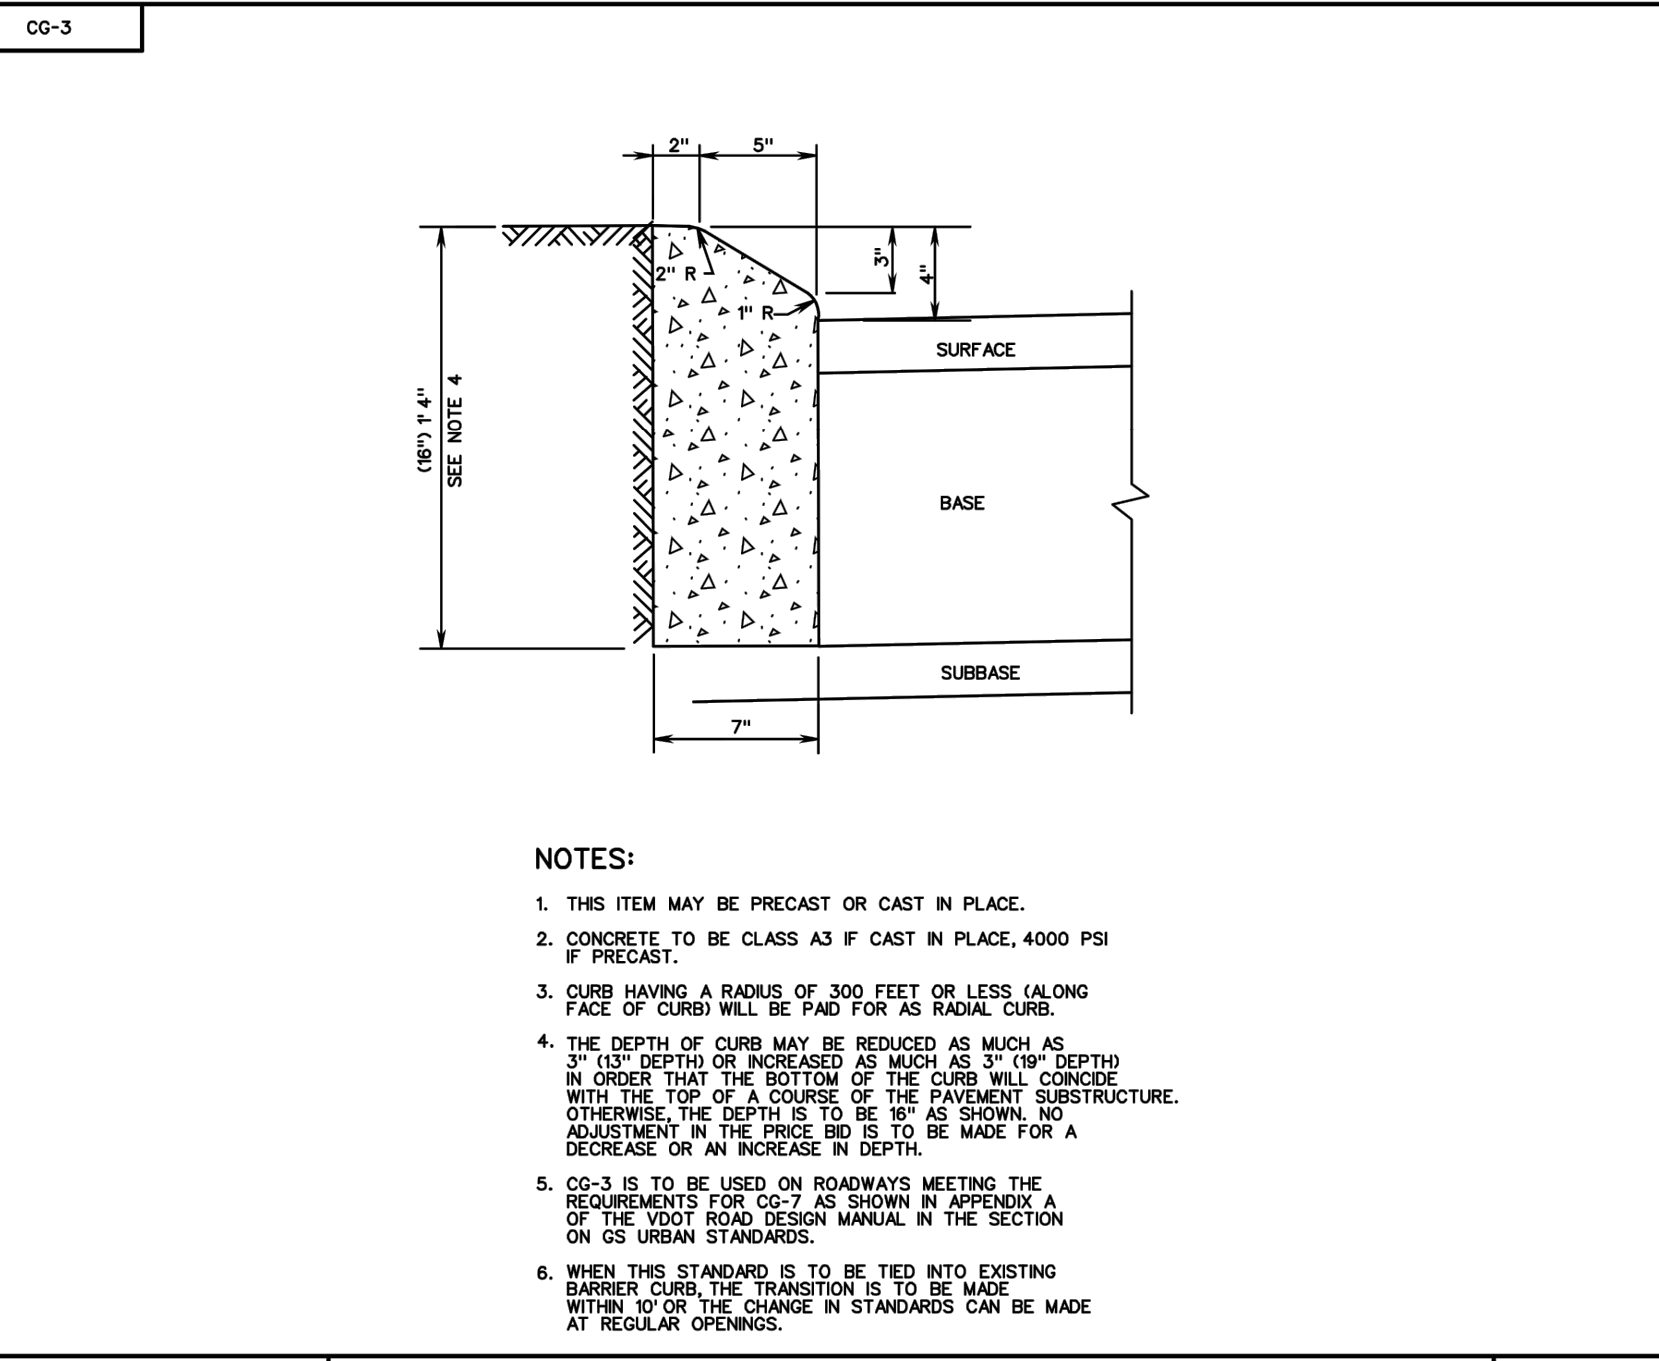 CG-3
2" 5"
2" R
1" R
3"
4"
SURFACE
(16") 1' 4"
SEE NOTE 4
BASE
SUBBASE
7"
NOTES:
1. THIS ITEM MAY BE PRECAST OR CAST IN PLACE.
2. CONCRETE TO BE CLASS A3 IF CAST IN PLACE, 4000 PSI
IF PRECAST.
3. CURB HAVING A RADIUS OF 300 FEET OR LESS (ALONG
FACE OF CURB) WILL BE PAID FOR AS RADIAL CURB.
4. THE DEPTH OF CURB MAY BE REDUCED AS MUCH AS
3" (13" DEPTH) OR INCREASED AS MUCH AS 3" (19" DEPTH)
IN ORDER THAT THE BOTTOM OF THE CURB WILL COINCIDE
WITH THE TOP OF A COURSE OF THE PAVEMENT SUBSTRUCTURE.
OTHERWISE, THE DEPTH IS TO BE 16" AS SHOWN. NO
ADJUSTMENT IN THE PRICE BID IS TO BE MADE FOR A
DECREASE OR AN INCREASE IN DEPTH.
5. CG-3 IS TO BE USED ON ROADWAYS MEETING THE
REQUIREMENTS FOR CG-7 AS SHOWN IN APPENDIX A
OF THE VDOT ROAD DESIGN MANUAL IN THE SECTION
ON GS URBAN STANDARDS.
6. WHEN THIS STANDARD IS TO BE TIED INTO EXISTING
BARRIER CURB, THE TRANSITION IS TO BE MADE
WITHIN 10' OR THE CHANGE IN STANDARDS CAN BE MADE
AT REGULAR OPENINGS.